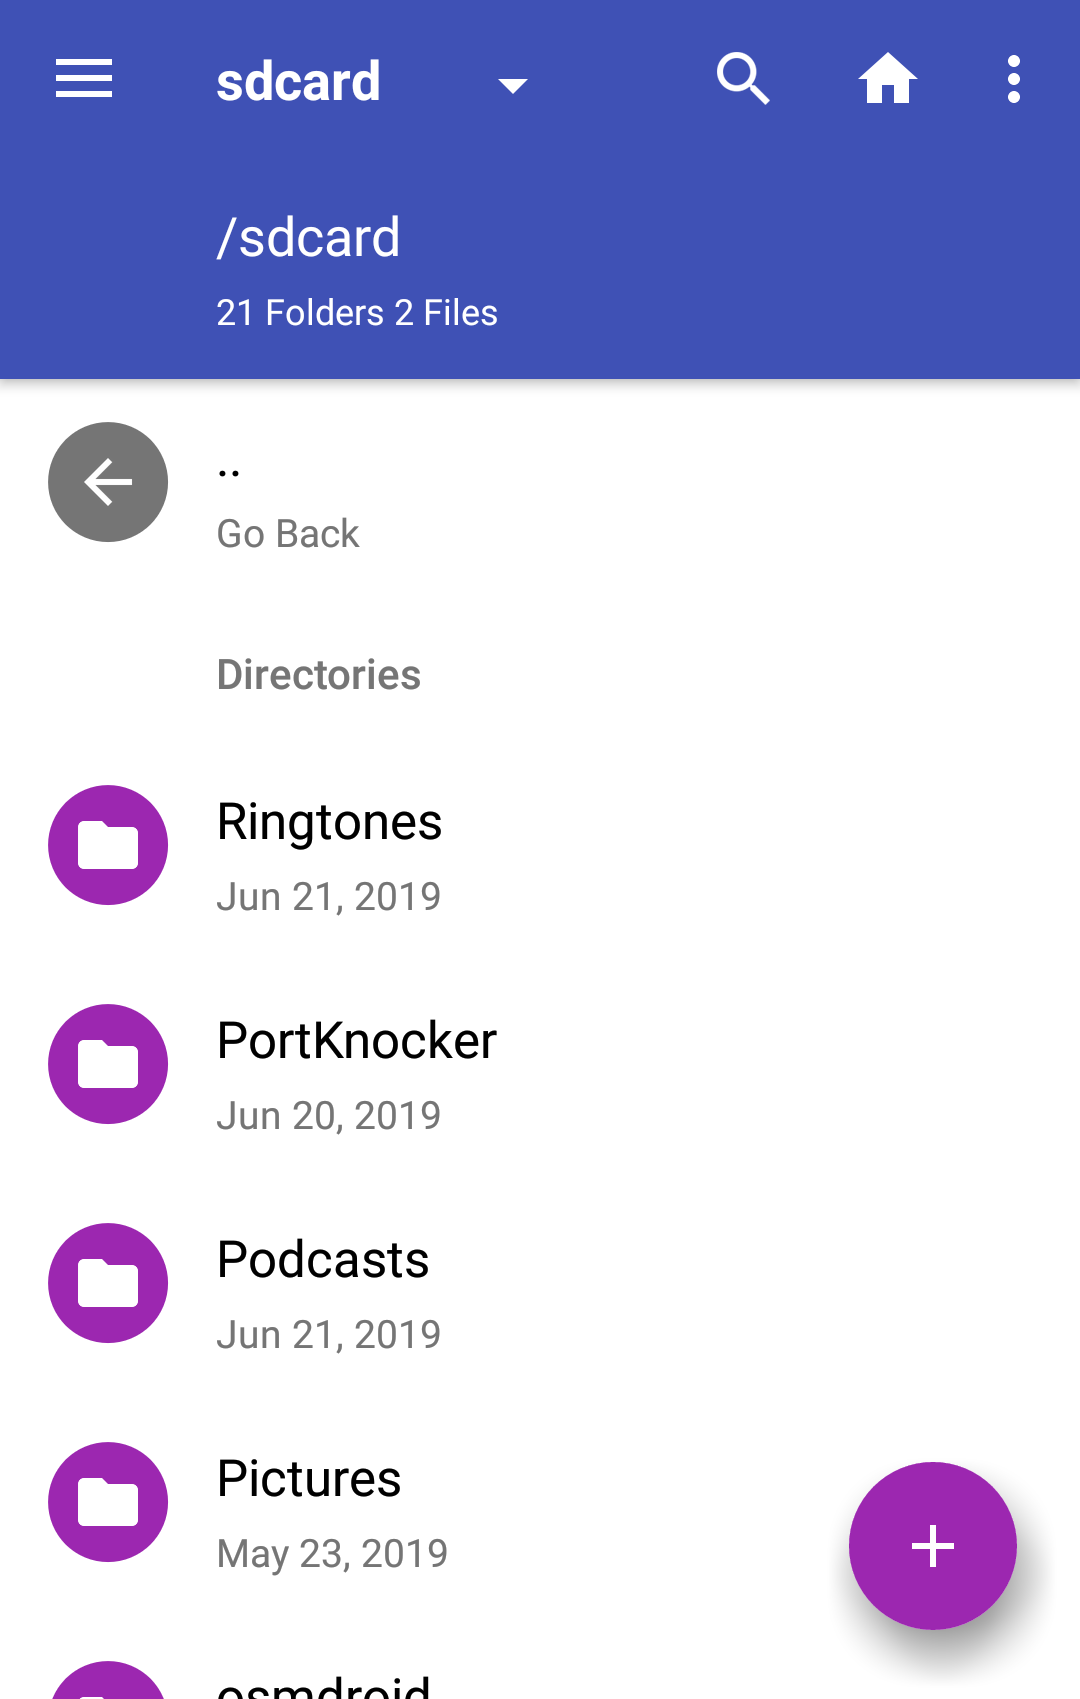 sdcard
/sdcard
21 Folders 2 Files
..
Go Back
Directories
Ringtones
Jun 21, 2019
PortKnocker
Jun 20, 2019
Podcasts
Jun 21, 2019
Pictures
May 23, 2019
osmdroid